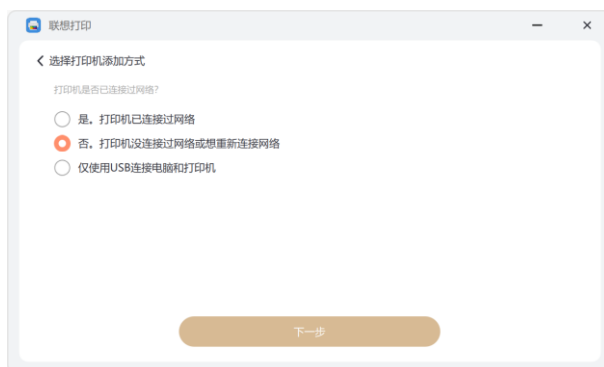 联想打印
选择打印机添加方式
打印机是否已连接过网络?
是，打印机已连接过网络
否，打印机没连接过网络或想重新连接网络
仅使用USB连接电脑和打印机
下一步